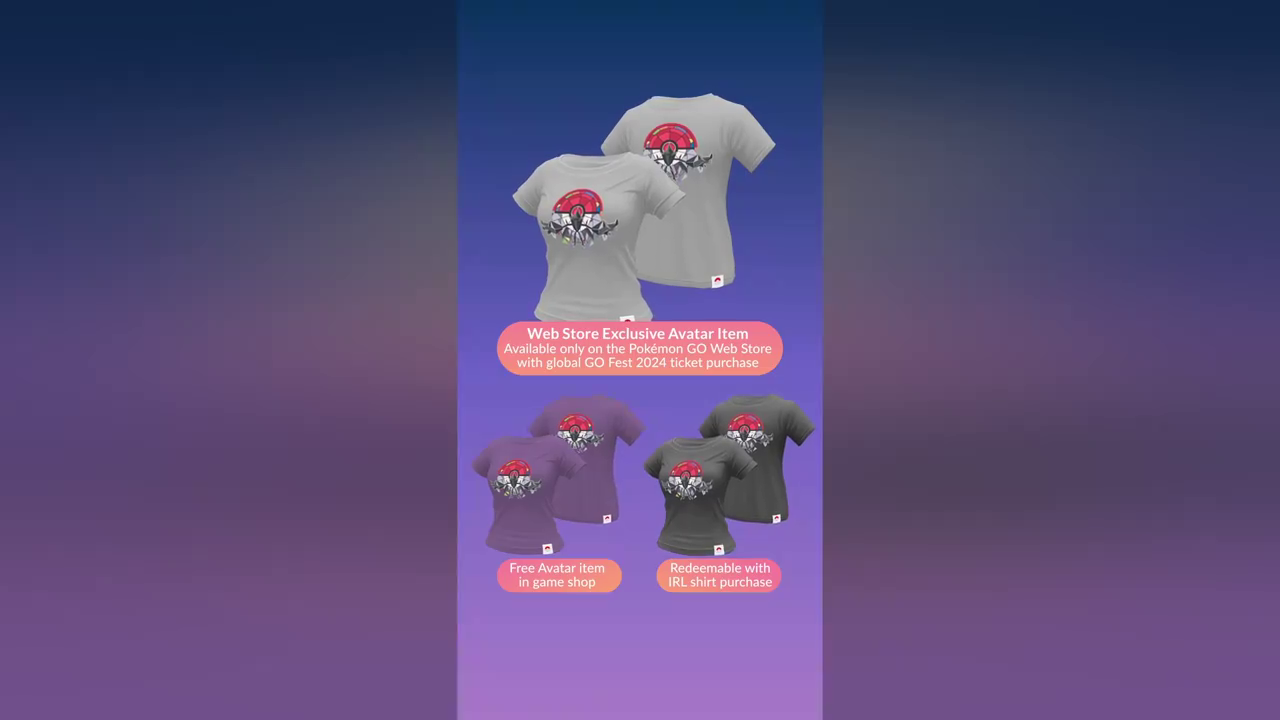 Web Store Exclusive Avatar Item
Available only on the Pokémon GO Web Store
with global GO Fest 2024 ticket purchase
Free Avatar item
in game shop
Redeemable with
IRL shirt purchase